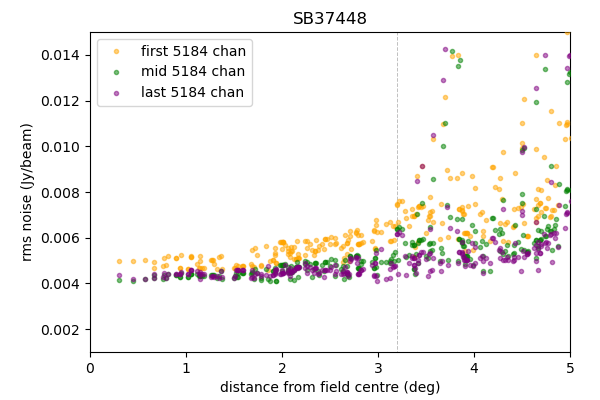 SB37448
first 5184 chan
mid 5184 chan
last 5184 chan
rms noise (Jy/beam)
0.014
0.012
0.010
0.008
0.006
0.004
0.002
0 1 2 3 4 5
distance from field centre (deg)